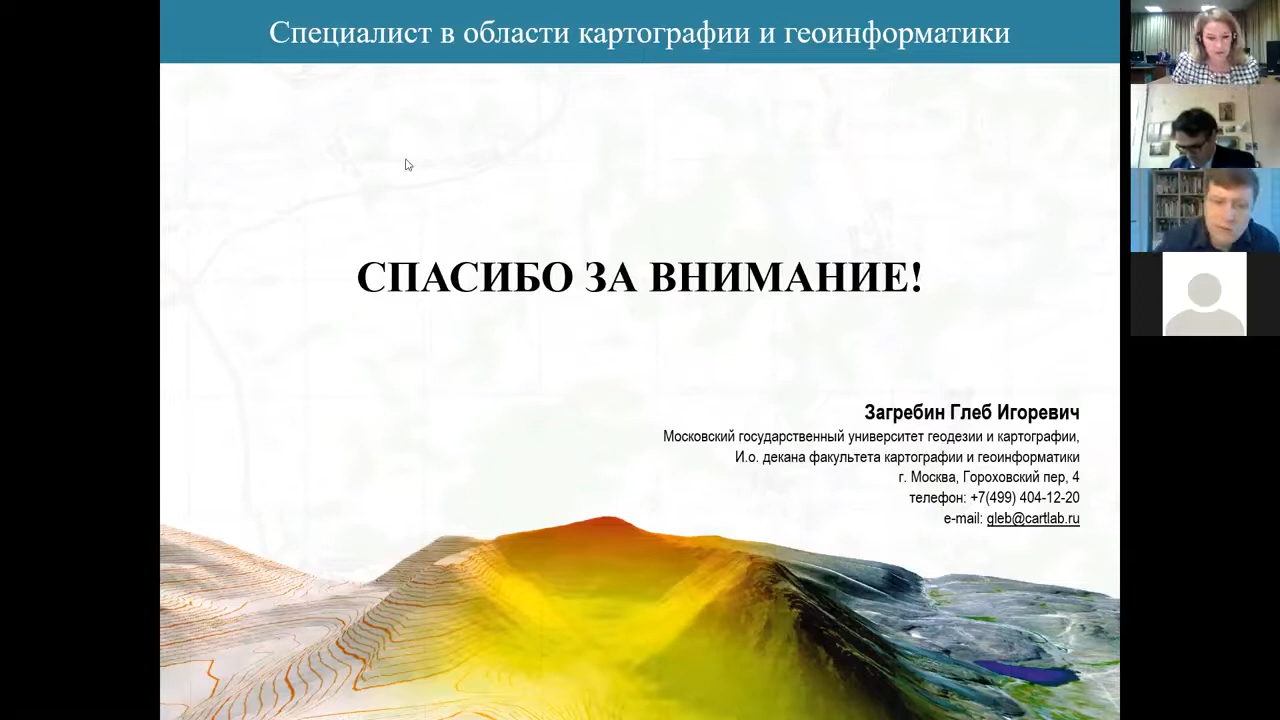 Специалист в области картографии и геоинформатики
СПАСИБО ЗА ВНИМАНИЕ!
Загребин Глеб Игоревич
Московский государственный университет геодезии и картографии,
И.о. декана факультета картографии и геоинформатики
г. Москва, Гороховский пер, 4
телефон: +7(499) 404-12-20
e-mail: gleb@cartlab.ru